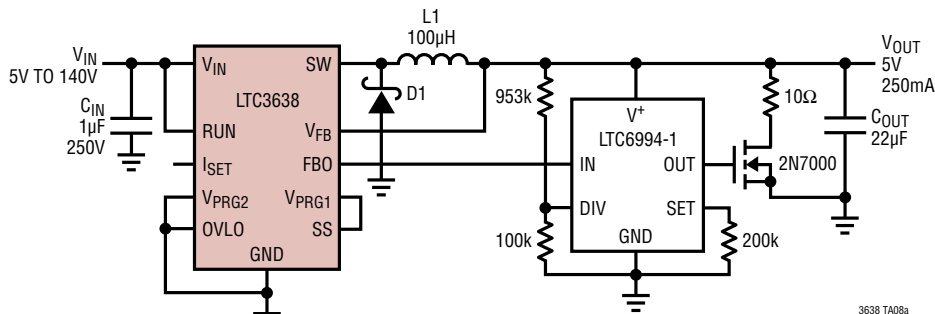 VIN
5V TO 140V
CIN
1µF
250V
VIN
RUN
ISET
VPRG2
OVLO
LTC3638
GND
SW
VFB
FBO
VPRG1
SS
L1
100µH
D1
953k
100k
V+
LTC6994-1
IN
OUT
DIV
SET
GND
200k
10Ω
2N7000
VOUT
5V
250mA
COUT
22µF
3638 TA08a